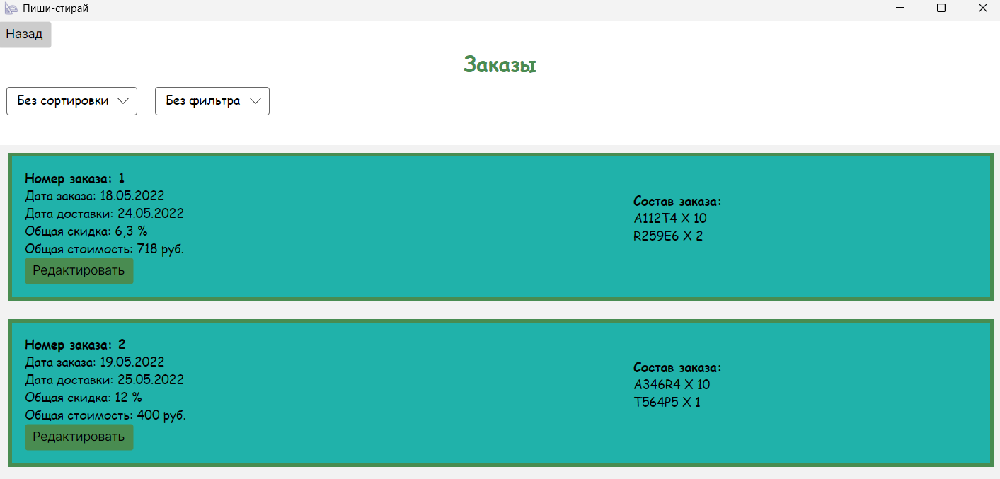 Пиши-стирай
Назад
Заказы
Без сортировки
Без фильтра
Номер заказа: 1
Дата заказа: 18.05.2022
Дата доставки: 24.05.2022
Общая скидка: 6,3 %
Общая стоимость: 718 руб.
Редактировать
Состав заказа:
A112T4 X 10
R259E6 X 2
Номер заказа: 2
Дата заказа: 19.05.2022
Дата доставки: 25.05.2022
Общая скидка: 12 %
Общая стоимость: 400 руб.
Редактировать
Состав заказа:
A346R4 X 10
T564P5 X 1